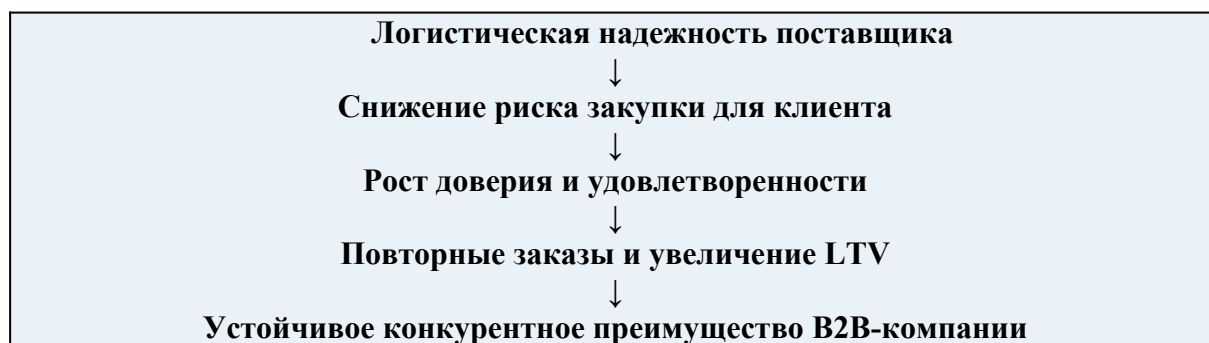 Логистическая надежность поставщика
↓
Снижение риска закупки для клиента
↓
Рост доверия и удовлетворенности
↓
Повторные заказы и увеличение LTV
↓
Устойчивое конкурентное преимущество B2B-компании